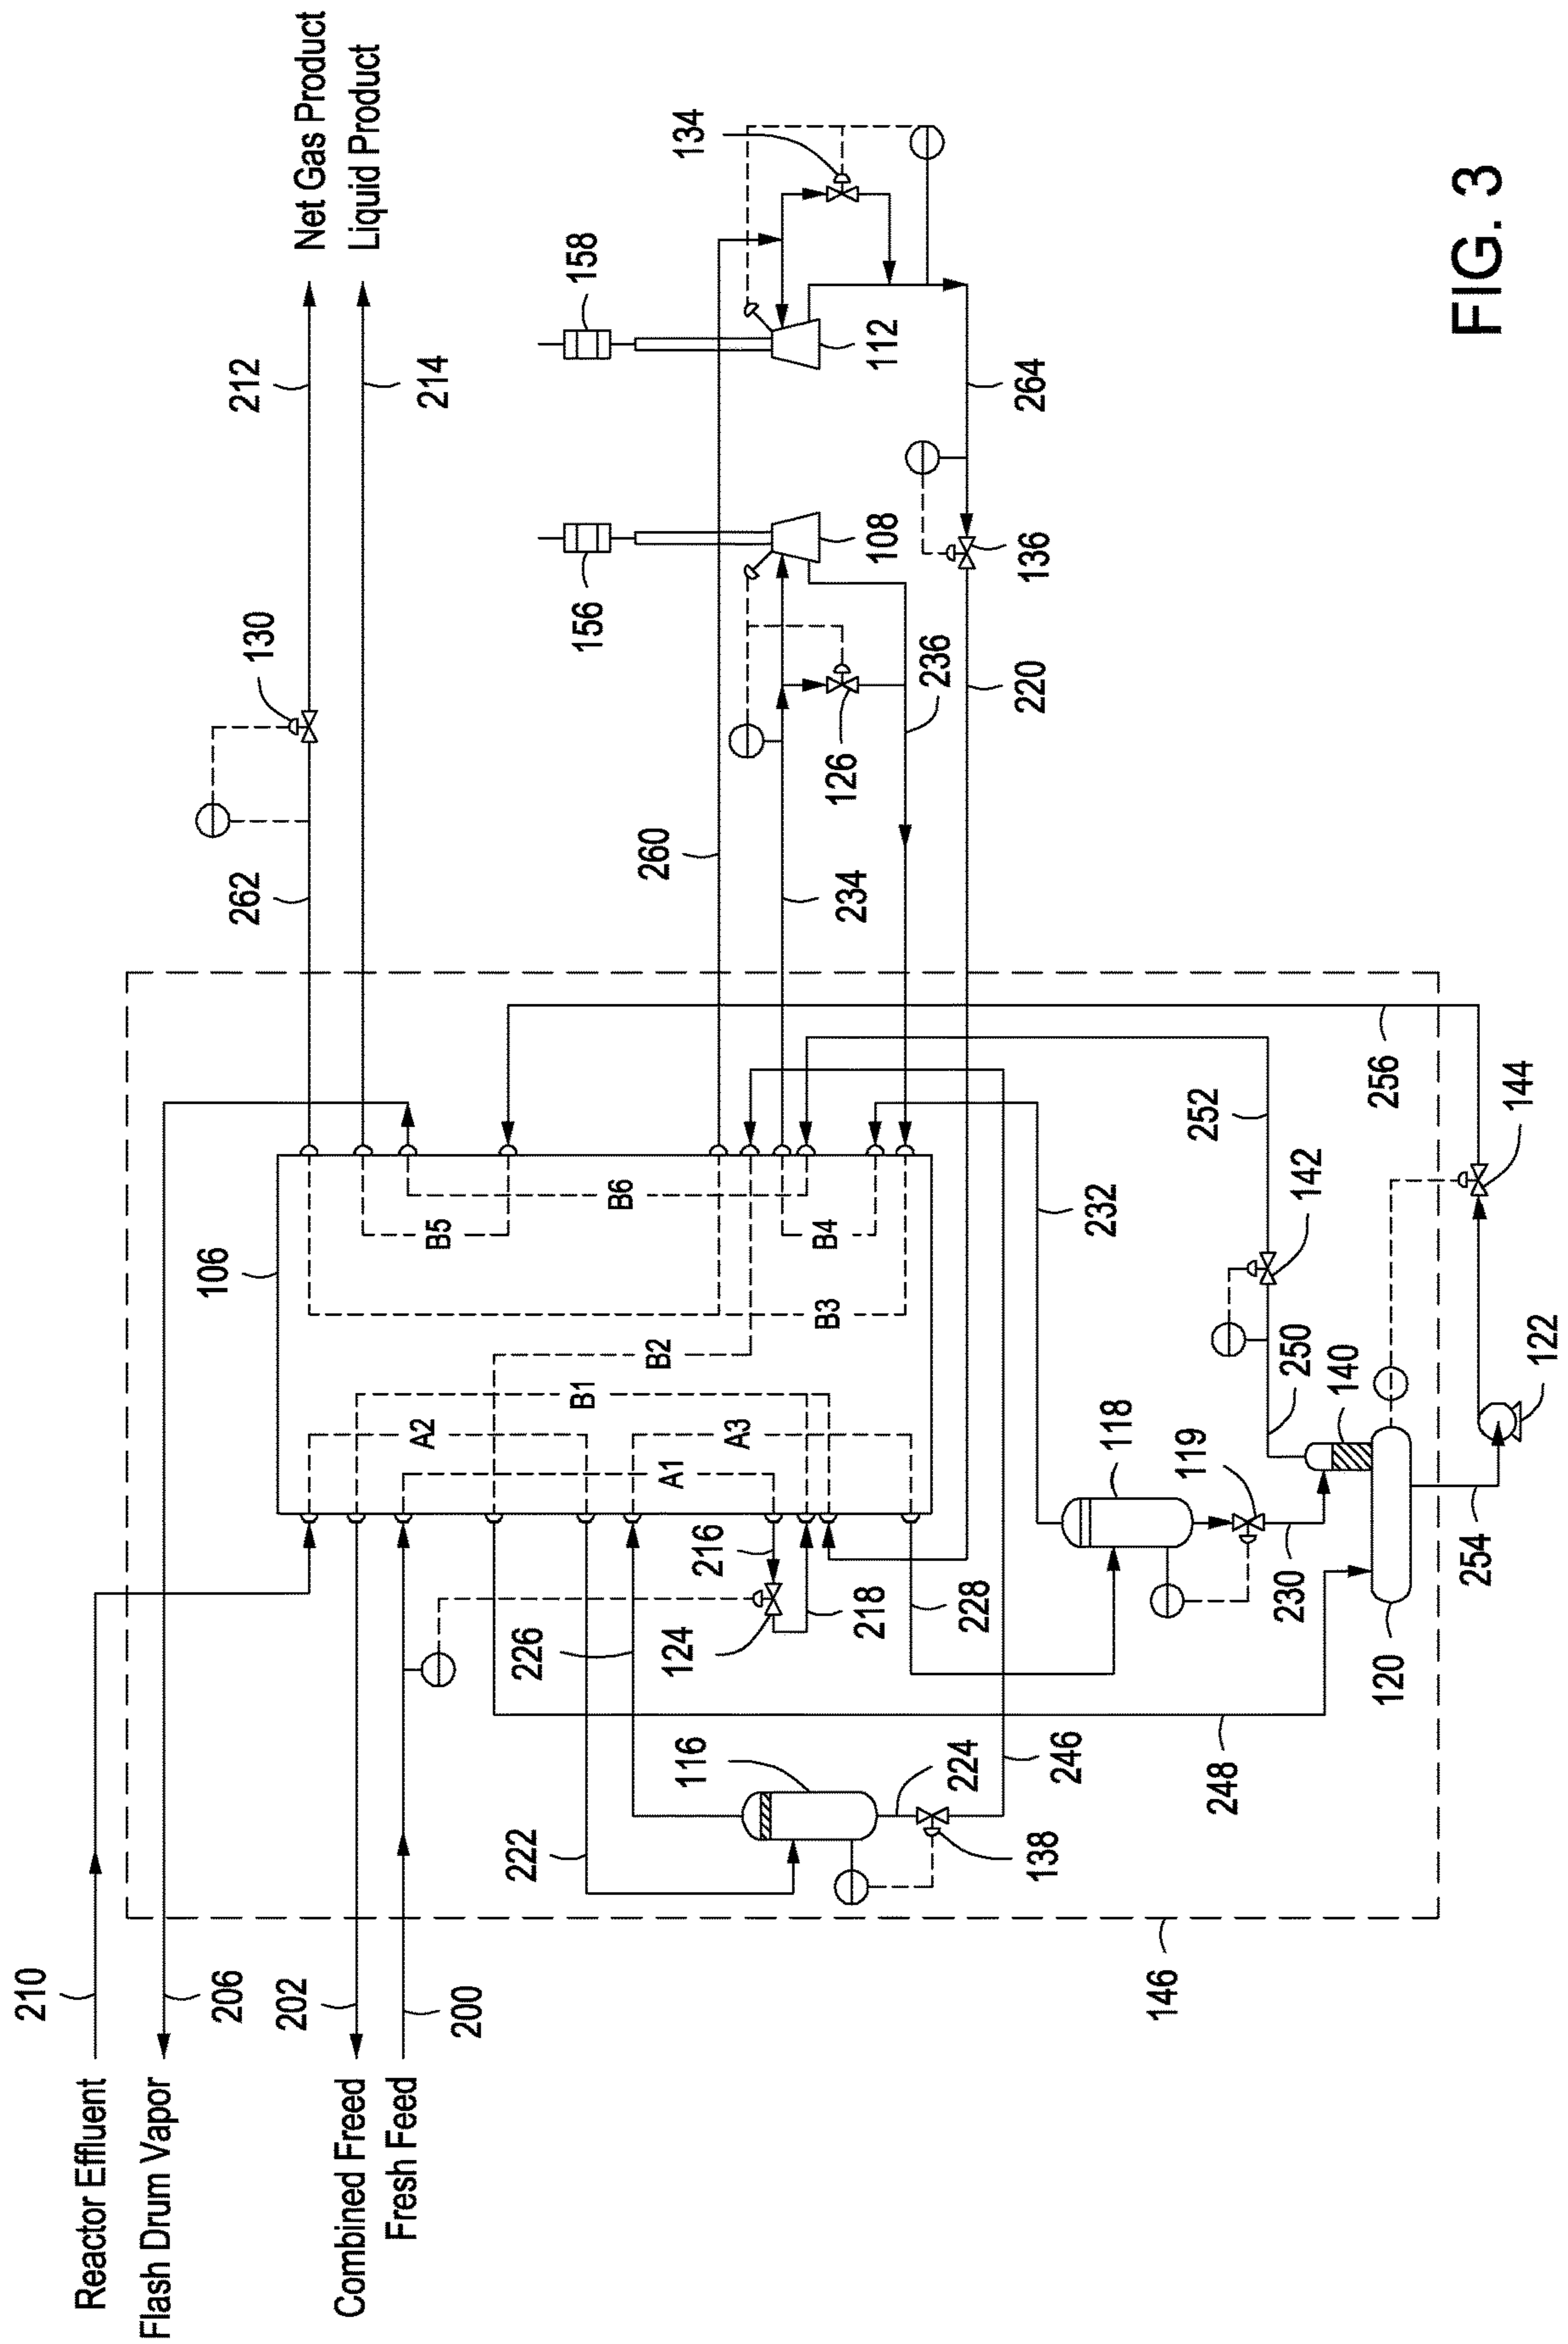 210
Reactor Effluent
Flash Drum Vapor
206
106
262
130
212
202
Net Gas Product
Combined Freed
Liquid Product
Fresh Feed
200
A2
B5
214
222
226
B1
156
158
B6
260
B2
A1
124
116
134
216
A3
B4
B3
126
234
218
108
112
224
236
228
220
136
264
138
246
118
232
146
119
252
248
230
250
142
140
120
256
254
FIG. 3
144
122